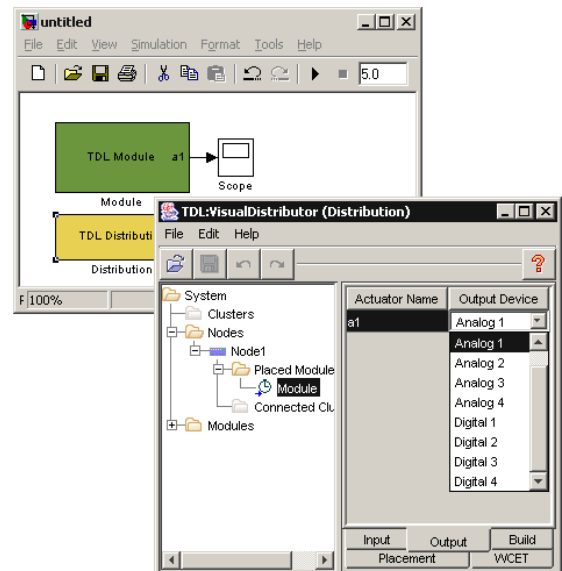 untitled
File Edit View Simulation Format Tools Help
5.0
TDL Module a1
Module
Scope
TDL Distributi
Distribution
F 100%
TDL:VisualDistributor (Distribution)
File Edit Help
?
System
Clusters
Nodes
Node1
Placed Module
Module
Connected Clu
Modules
Actuator Name Output Device
a1 Analog 1
Analog 1
Analog 2
Analog 3
Analog 4
Digital 1
Digital 2
Digital 3
Digital 4
Input Output Build
Placement WCET